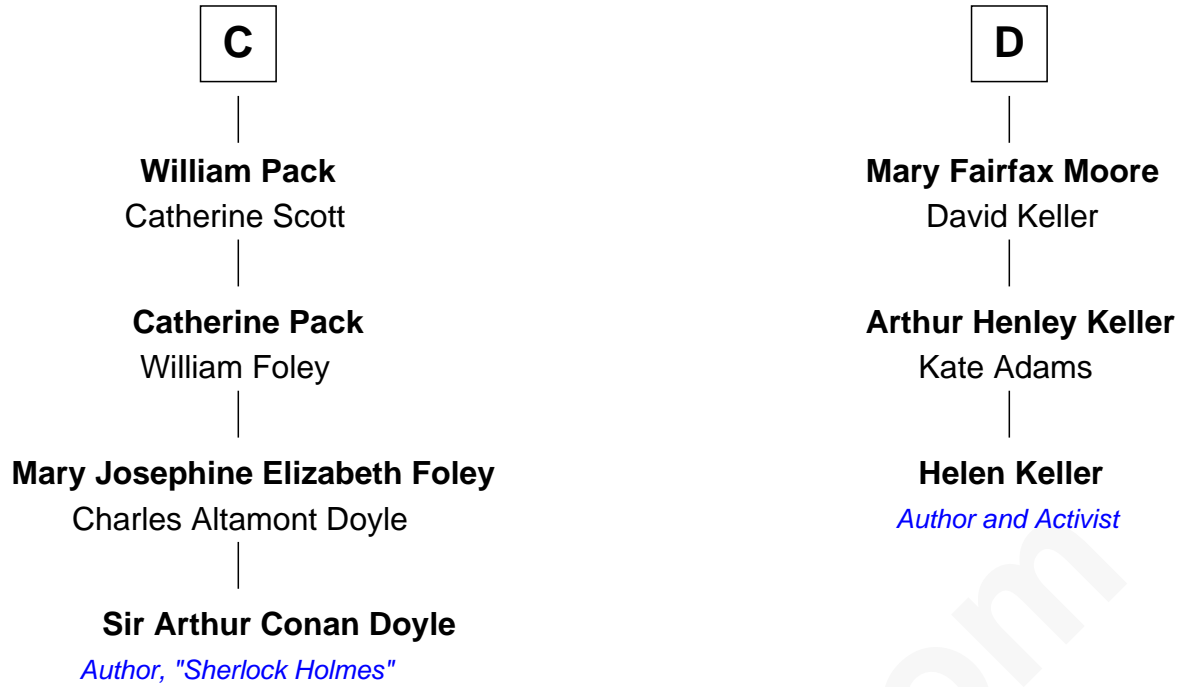 C
William Pack
Catherine Scott
Catherine Pack
William Foley
Mary Josephine Elizabeth Foley
Charles Altamont Doyle
Sir Arthur Conan Doyle
Author, "Sherlock Holmes"
D
Mary Fairfax Moore
David Keller
Arthur Henley Keller
Kate Adams
Helen Keller
Author and Activist
om